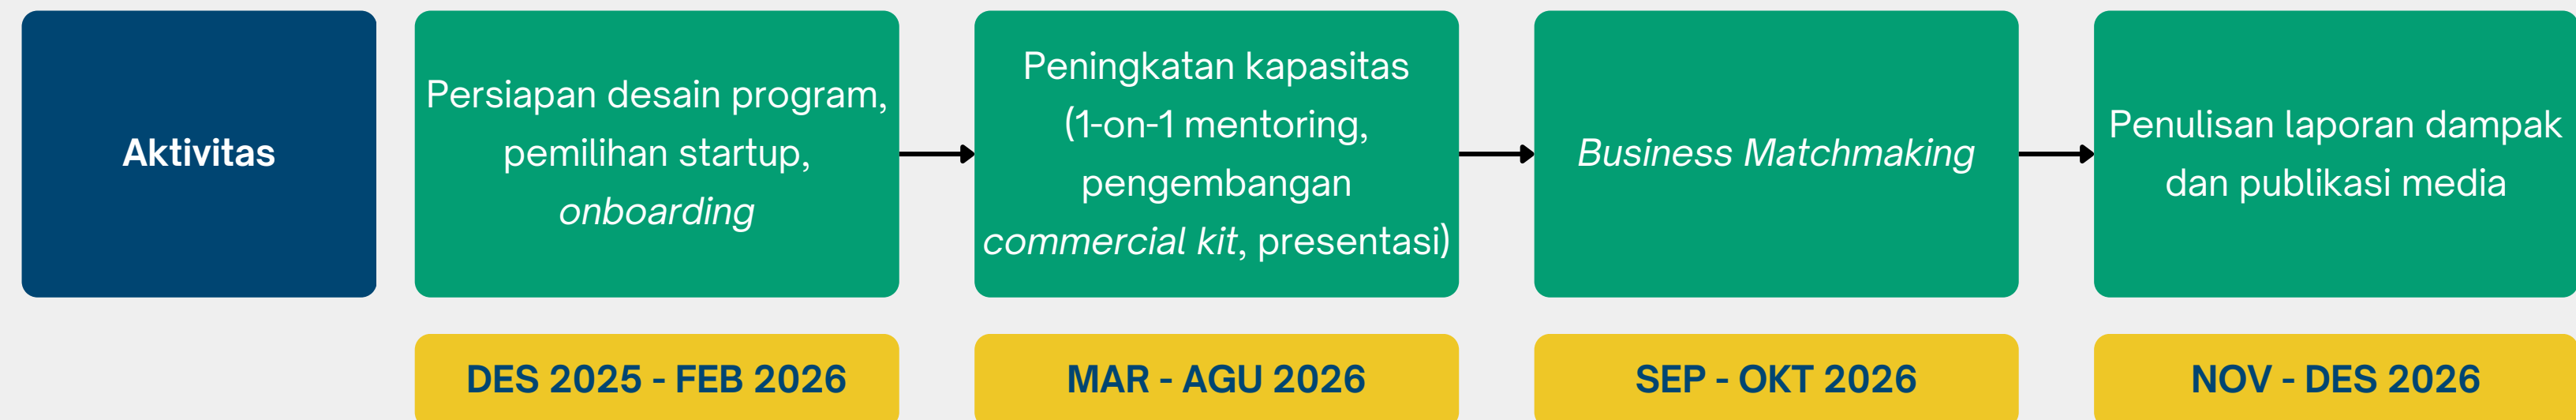 Aktivitas
Persiapan desain program,
pemilihan startup,
onboarding
Peningkatan kapasitas
(1-on-1 mentoring,
pengembangan
commercial kit, presentasi)
Business Matchmaking
Penulisan laporan dampak
dan publikasi media
DES 2025 - FEB 2026
MAR - AGU 2026
SEP - OKT 2026
NOV - DES 2026